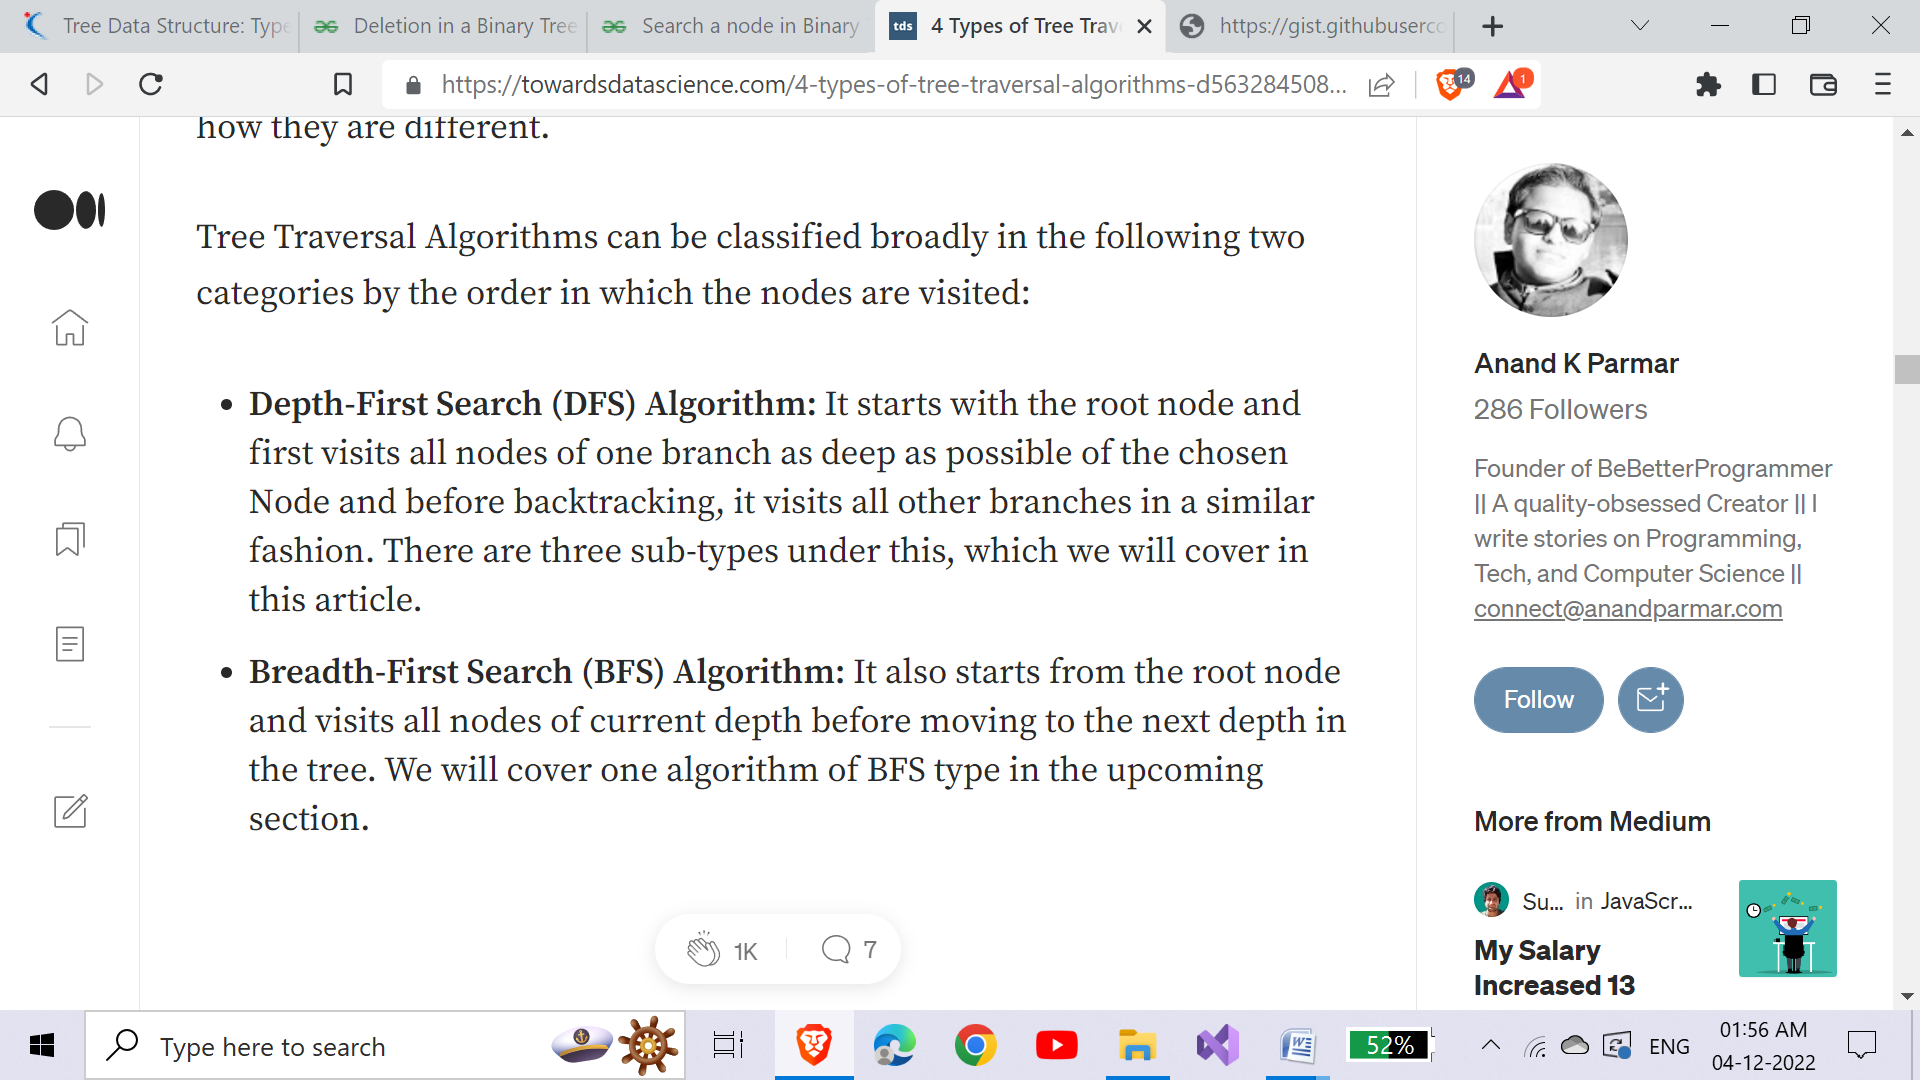 Tree Data Structure: Type
Deletion in a Binary Tree
Search a node in Binary
tds
4 Types of Tree Trav
https://gist.githubuserco
https://towardsdatascience.com/4-types-of-tree-traversal-algorithms-d563284508...
14
1
how they are different.
Tree Traversal Algorithms can be classified broadly in the following two
categories by the order in which the nodes are visited:
• Depth-First Search (DFS) Algorithm: It starts with the root node and
first visits all nodes of one branch as deep as possible of the chosen
Node and before backtracking, it visits all other branches in a similar
fashion. There are three sub-types under this, which we will cover in
this article.
• Breadth-First Search (BFS) Algorithm: It also starts from the root node
and visits all nodes of current depth before moving to the next depth in
the tree. We will cover one algorithm of BFS type in the upcoming
section.
1K
7
Anand K Parmar
286 Followers
Founder of BeBetterProgrammer
|| A quality-obsessed Creator || I
write stories on Programming,
Tech, and Computer Science ||
connect@anandparmar.com
Follow
More from Medium
Su... in JavaScr...
My Salary
Increased 13
Type here to search
52%
ENG
01:56 AM
04-12-2022